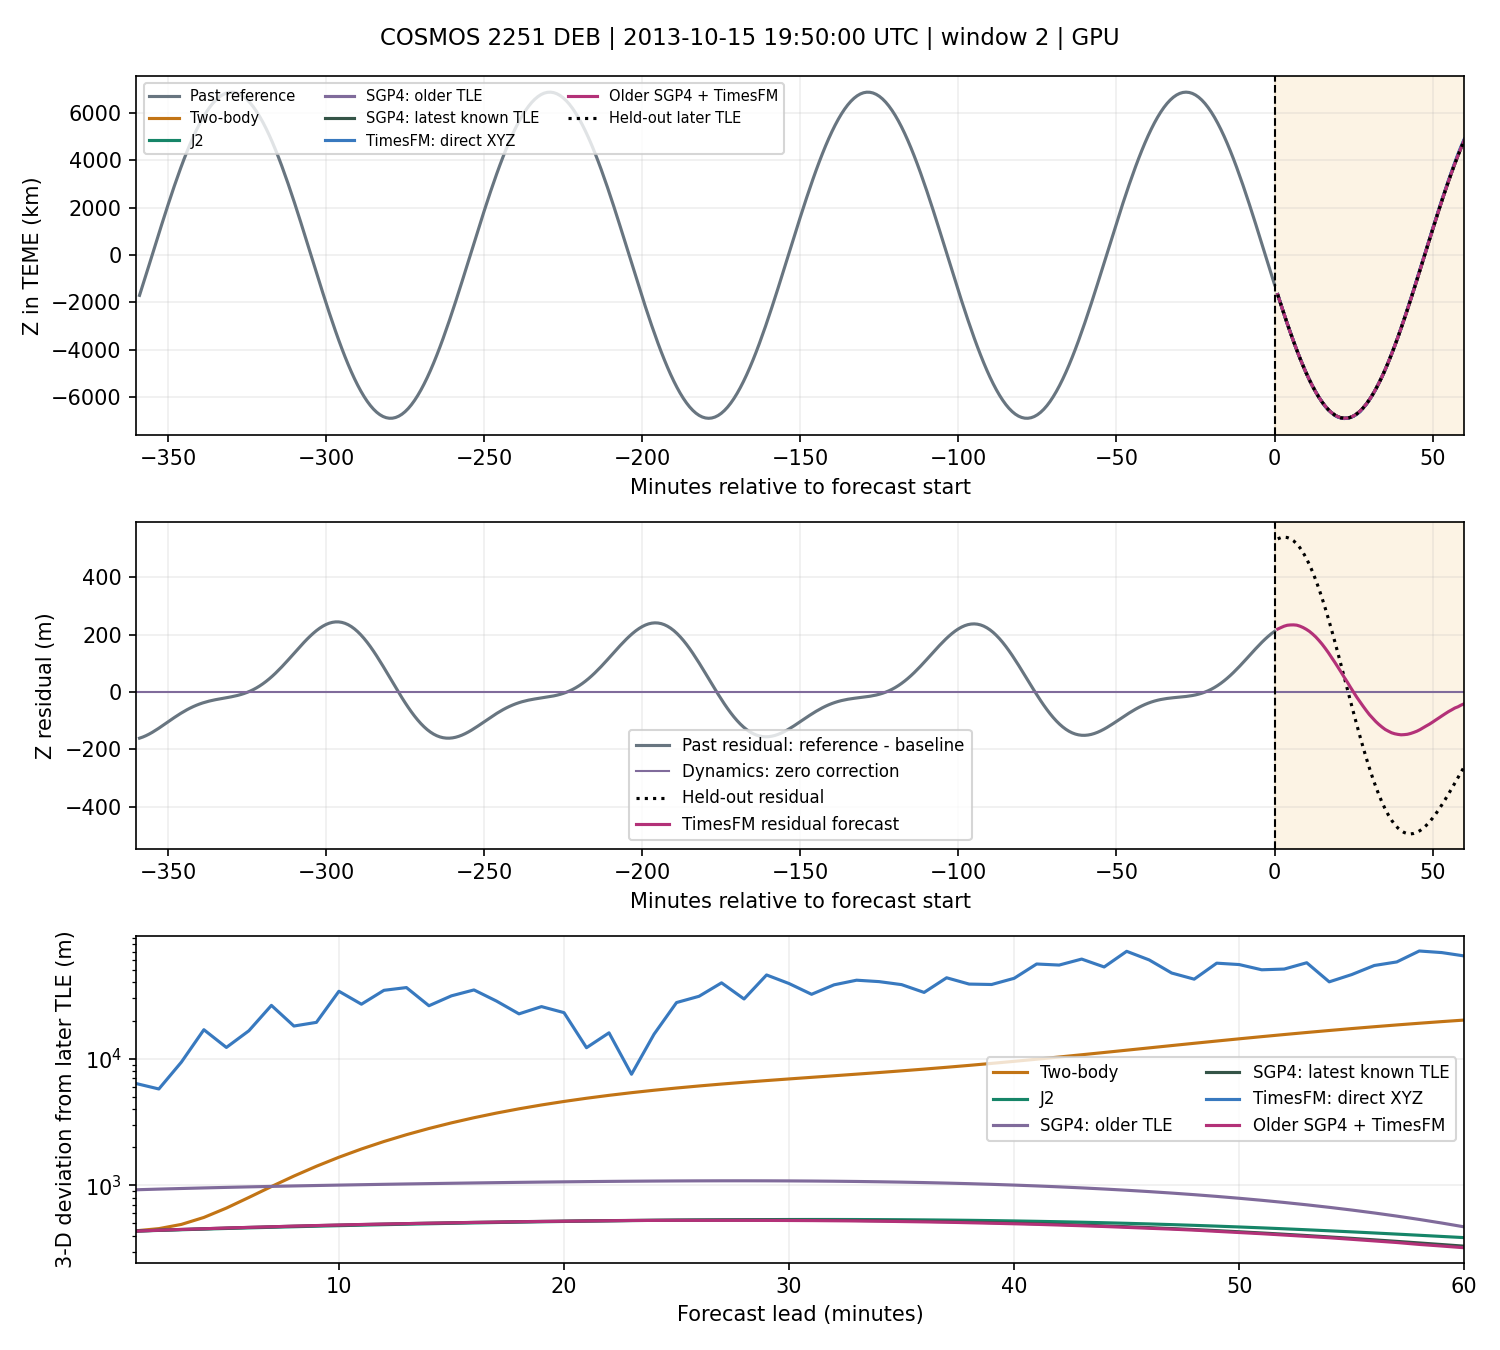 COSMOS 2251 DEB | 2013-10-15 19:50:00 UTC | window 2 | GPU
Z in TEME (km)
6000
4000
2000
0
−2000
−4000
−6000
Past reference
Two-body
J2
SGP4: older TLE
SGP4: latest known TLE
TimesFM: direct XYZ
Older SGP4 + TimesFM
Held-out later TLE
−350 −300 −250 −200 −150 −100 −50 0 50
Minutes relative to forecast start
Z residual (m)
400
200
0
−200
−400
Past residual: reference - baseline
Dynamics: zero correction
Held-out residual
TimesFM residual forecast
−350 −300 −250 −200 −150 −100 −50 0 50
Minutes relative to forecast start
3-D deviation from later TLE (m)
10⁴
10³
Two-body
J2
SGP4: older TLE
SGP4: latest known TLE
TimesFM: direct XYZ
Older SGP4 + TimesFM
10 20 30 40 50 60
Forecast lead (minutes)